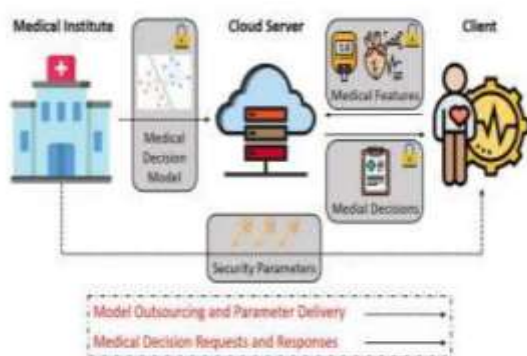 Medical Institute
Cloud Server
Client
Medical
Decision
Model
Medical Features
Medial Decisions
Security Parameters
Model Outsourcing and Parameter Delivery
Medical Decision Requests and Responses